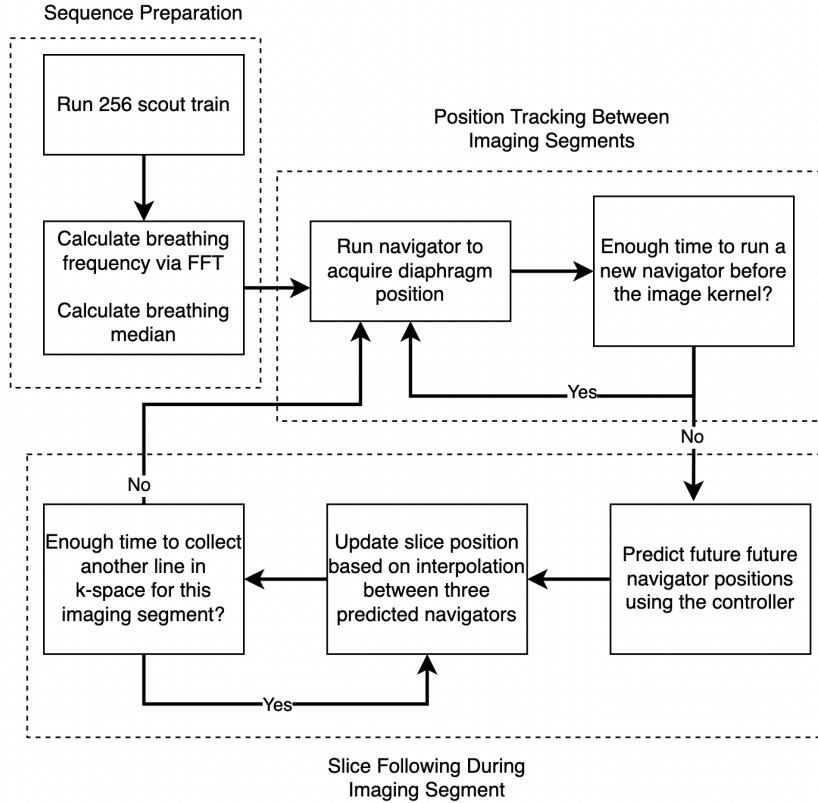 Sequence Preparation
Run 256 scout train
Calculate breathing
frequency via FFT
Calculate breathing
median
Position Tracking Between
Imaging Segments
Run navigator to
acquire diaphragm
position
Enough time to run a
new navigator before
the image kernel?
Yes
No
Predict future future
navigator positions
using the controller
Update slice position
based on interpolation
between three
predicted navigators
Enough time to collect
another line in
k-space for this
imaging segment?
No
Yes
Slice Following During
Imaging Segment